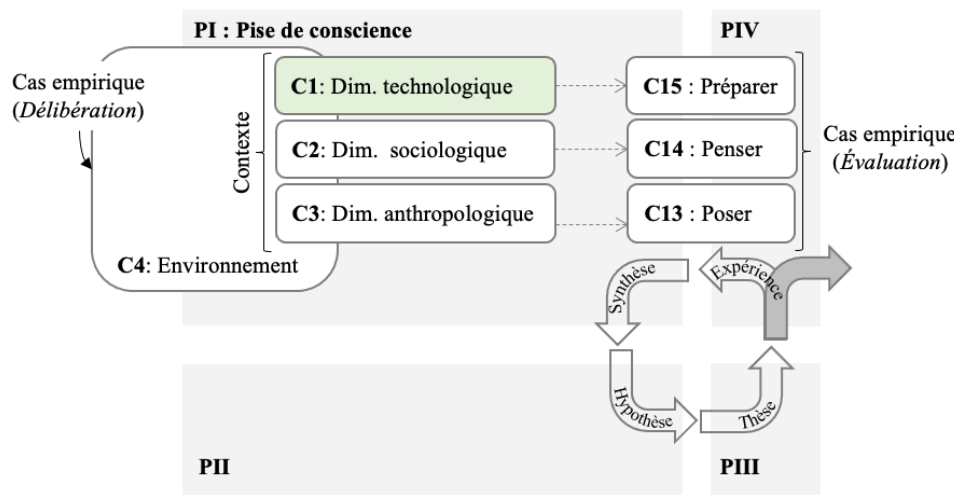 PI : Pise de conscience
PIV
Cas empirique
(Délibération)
Contexte
C1: Dim. technologique
C2: Dim. sociologique
C3: Dim. anthropologique
C4: Environnement
C15 : Préparer
C14 : Penser
C13 : Poser
Cas empirique
(Évaluation)
Synthèse
Expérience
Hypothèse
Thèse
PII
PIII